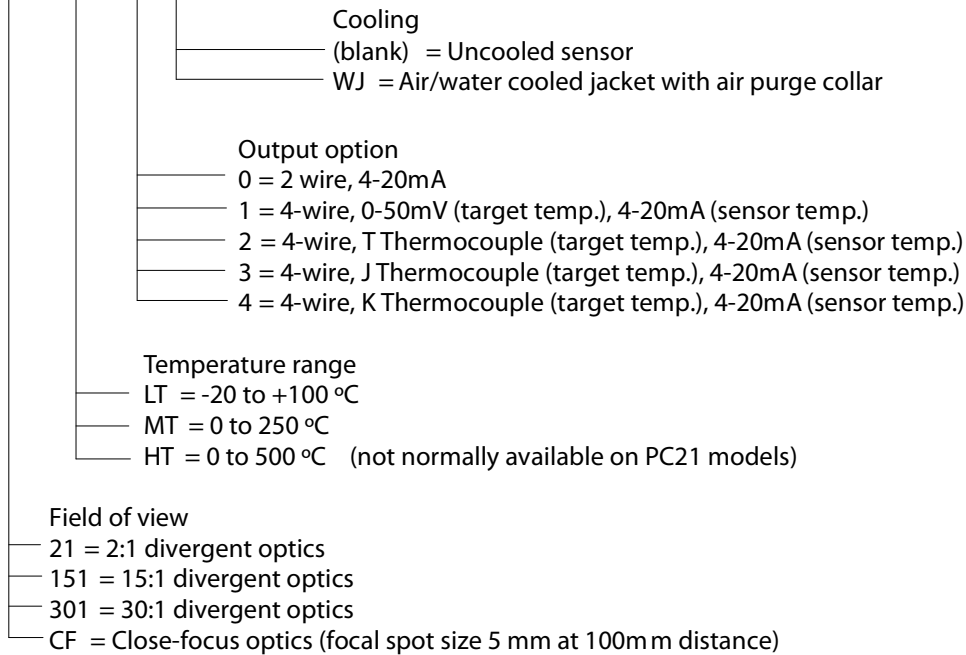 Cooling
(blank) = Uncooled sensor
WJ = Air/water cooled jacket with air purge collar
Output option
0 = 2 wire, 4-20mA
1 = 4-wire, 0-50mV (target temp.), 4-20mA (sensor temp.)
2 = 4-wire, T Thermocouple (target temp.), 4-20mA (sensor temp.)
3 = 4-wire, J Thermocouple (target temp.), 4-20mA (sensor temp.)
4 = 4-wire, K Thermocouple (target temp.), 4-20mA (sensor temp.)
Temperature range
LT = -20 to +100 ºC
MT = 0 to 250 ºC
HT = 0 to 500 ºC (not normally available on PC21 models)
Field of view
21 = 2:1 divergent optics
151 = 15:1 divergent optics
301 = 30:1 divergent optics
CF = Close-focus optics (focal spot size 5 mm at 100mm distance)